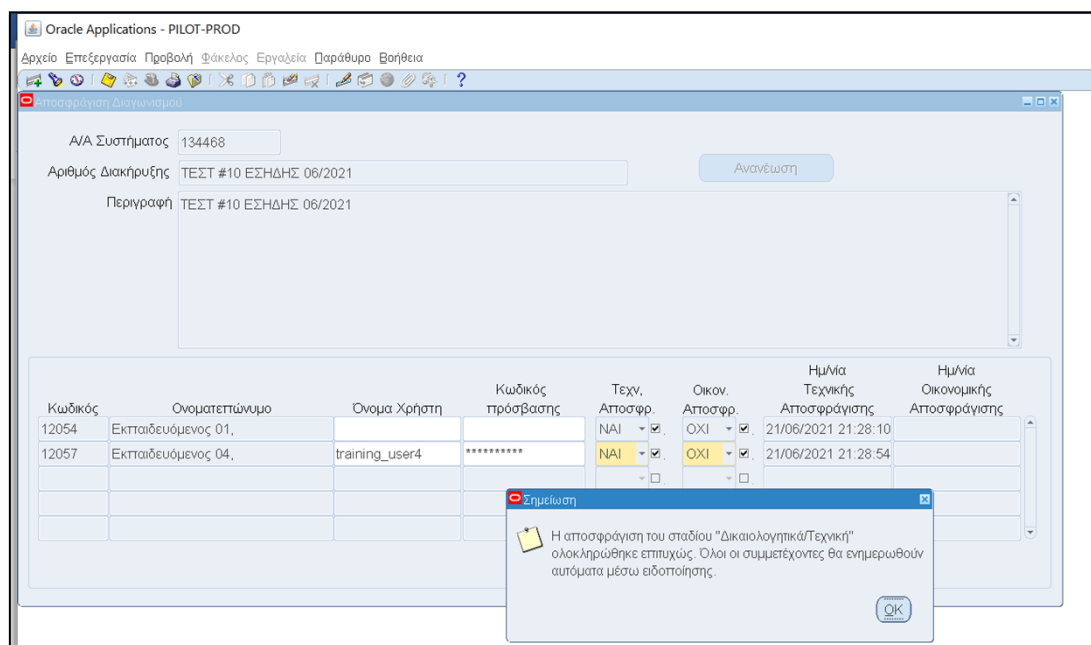 Oracle Applications - PILOT-PROD
Αρχείο Επεξεργασία Προβολή Φάκελος Εργαλεία Παράθυρο Βοήθεια
?
Αποσφράγιση Διαγωνισμού
Α/Α Συστήματος 134468
Αριθμός Διακήρυξης ΤΕΣΤ #10 ΕΣΗΔΗΣ 06/2021 Ανανέωση
Περιγραφή ΤΕΣΤ #10 ΕΣΗΔΗΣ 06/2021
Ημ/νία Ημ/νία
Κωδικός Τεχν, Οικον. Τεχνικής Οικονομικής
Κωδικός Ονοματεπώνυμο Όνομα Χρήστη πρόσβασης Αποσφρ. Αποσφρ. Αποσφράγισης Αποσφράγισης
12054 Εκπαιδευόμενος 01, ΝΑΙ . ΟΧΙ . 21/06/2021 21:28:10
12057 Εκπαιδευόμενος 04, training_user4 ********** ΝΑΙ . ΟΧΙ . 21/06/2021 21:28:54
. .
Σημείωση
Η αποσφράγιση του σταδίου "Δικαιολογητικά/Τεχνική"
ολοκληρώθηκε επιτυχώς. Όλοι οι συμμετέχοντες θα ενημερωθούν
αυτόματα μέσω ειδοποίησης.
OK